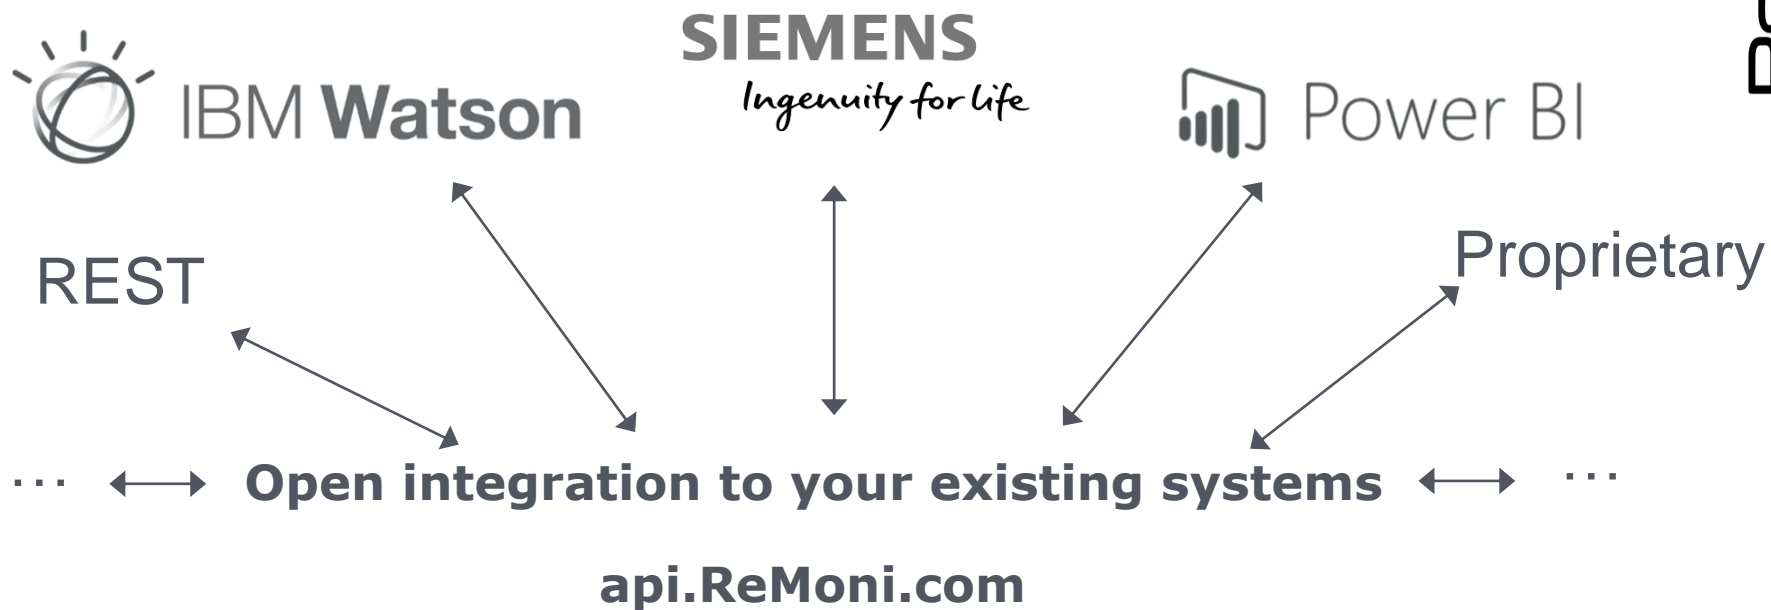 SIEMENS
Ingenuity for life
IBM Watson
Power BI
REST
Proprietary
... Open integration to your existing systems ...
api.ReMoni.com